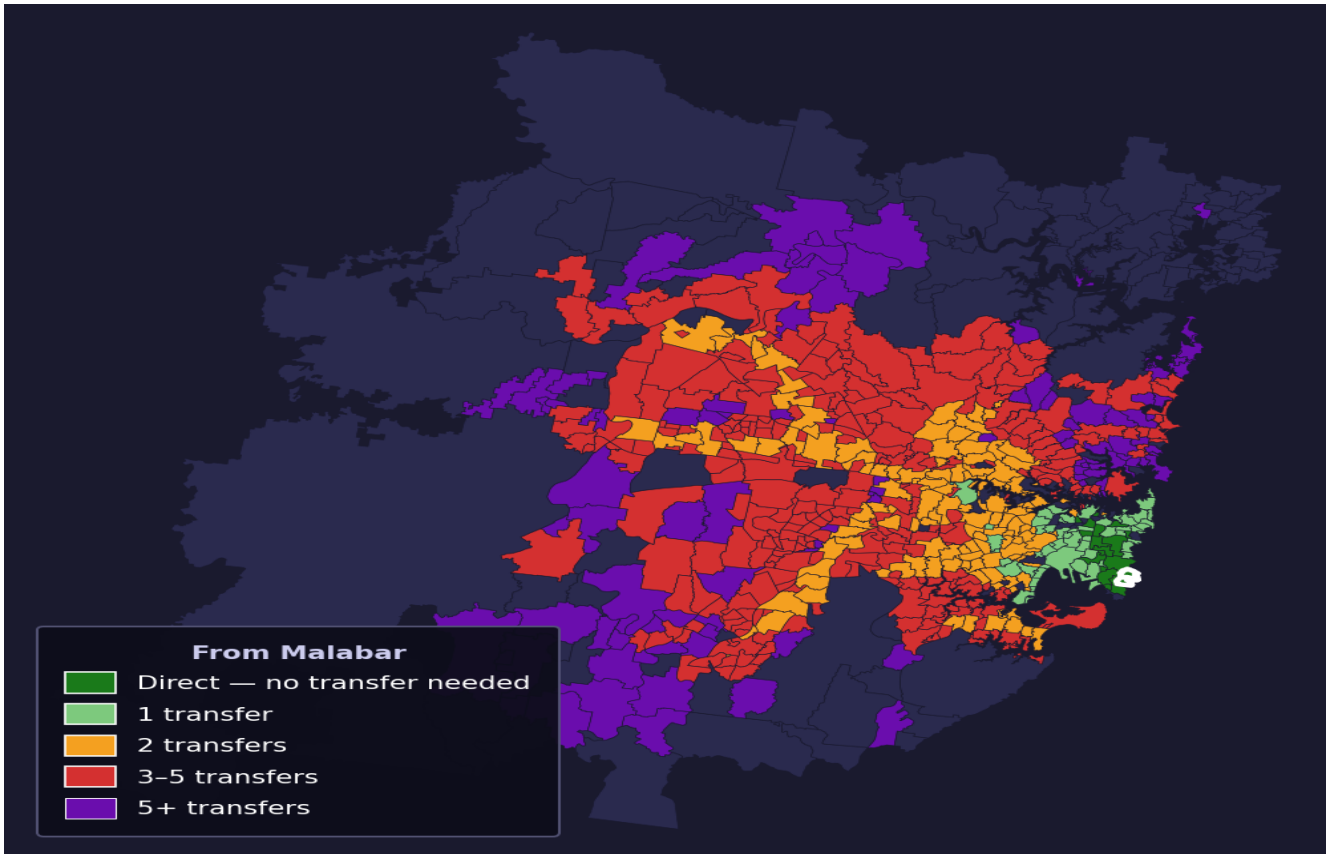 From Malabar
Direct — no transfer needed
1 transfer
2 transfers
3–5 transfers
5+ transfers